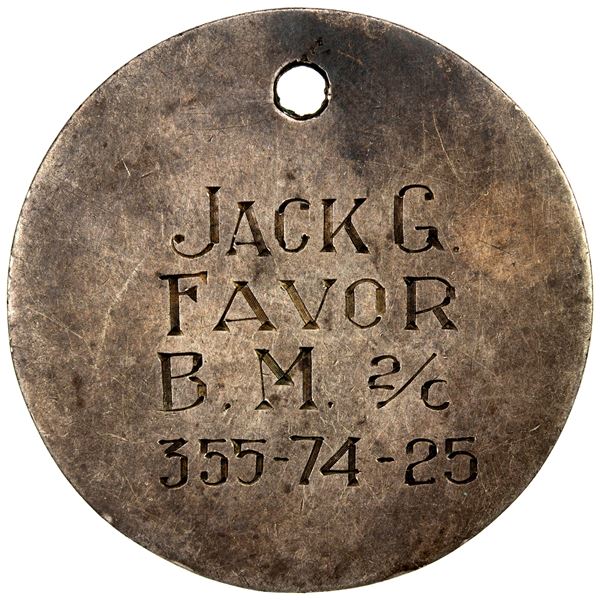 JACK G.
FAVOR
B. M. 2/C
355-74-25